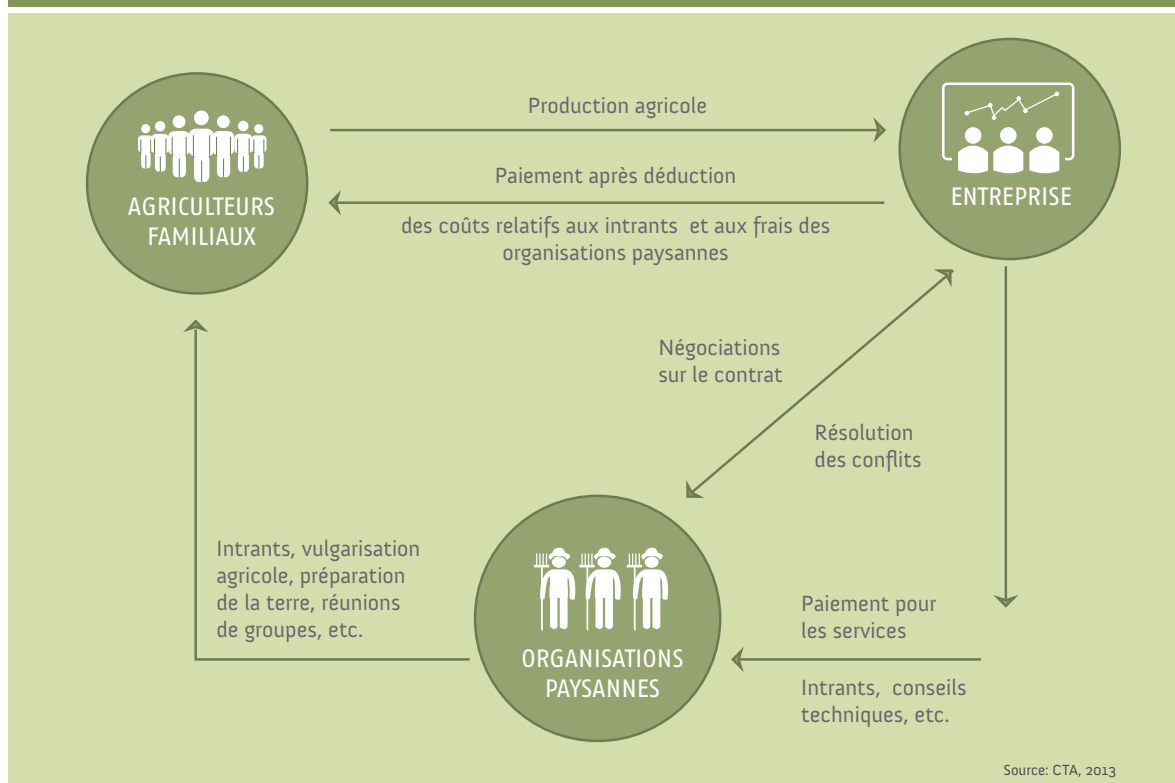 Production agricole
Paiement après déduction
des coûts relatifs aux intrants et aux frais des
organisations paysannes
AGRICULTEURS
FAMILIAUX
ENTREPRISE
Négociations
sur le contrat
Résolution
des conflits
Intrants, vulgarisation
agricole, préparation
de la terre, réunions
de groupes, etc.
ORGANISATIONS
PAYSANNES
Paiement pour
les services
Intrants, conseils
techniques, etc.
Source: CTA, 2013